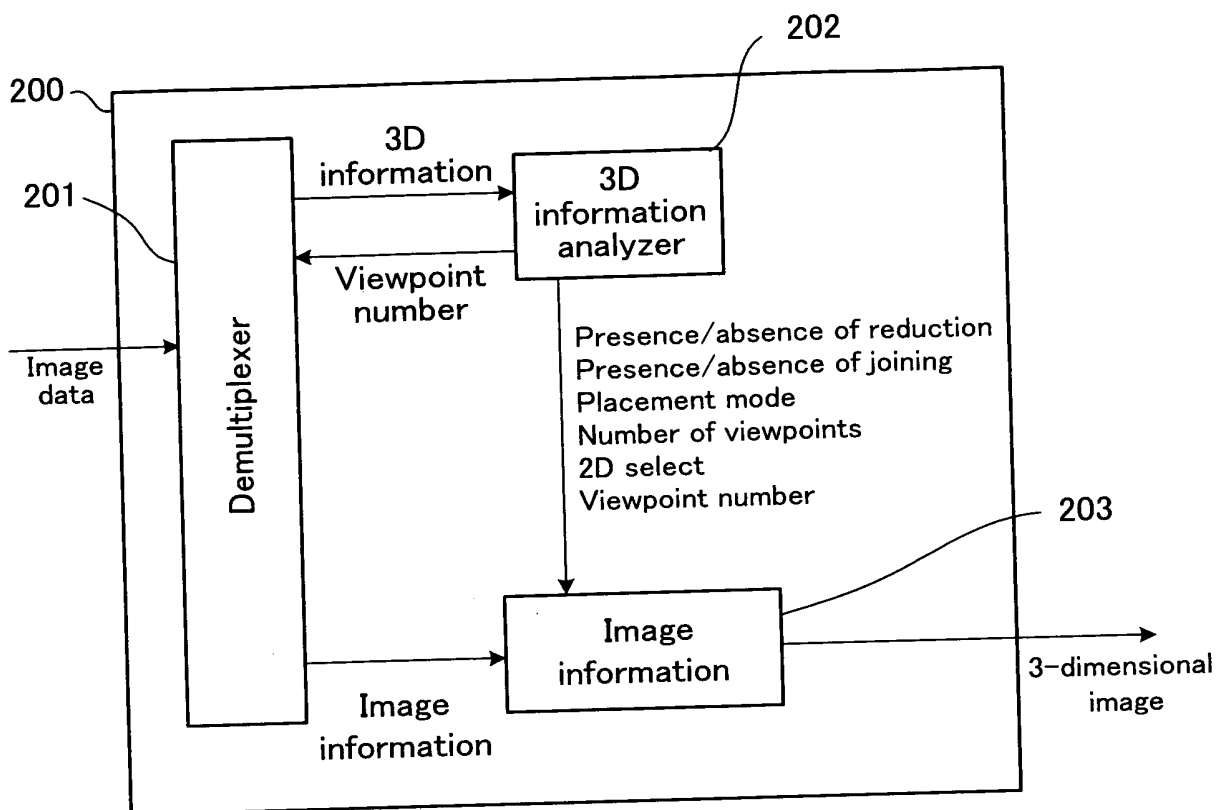 202
200
3D
information
3D
information
analyzer
201
Viewpoint
number
Presence/absence of reduction
Presence/absence of joining
Placement mode
Number of viewpoints
2D select
Viewpoint number
Image
data
Demultiplexer
203
Image
information
Image
information
3-dimensional
image